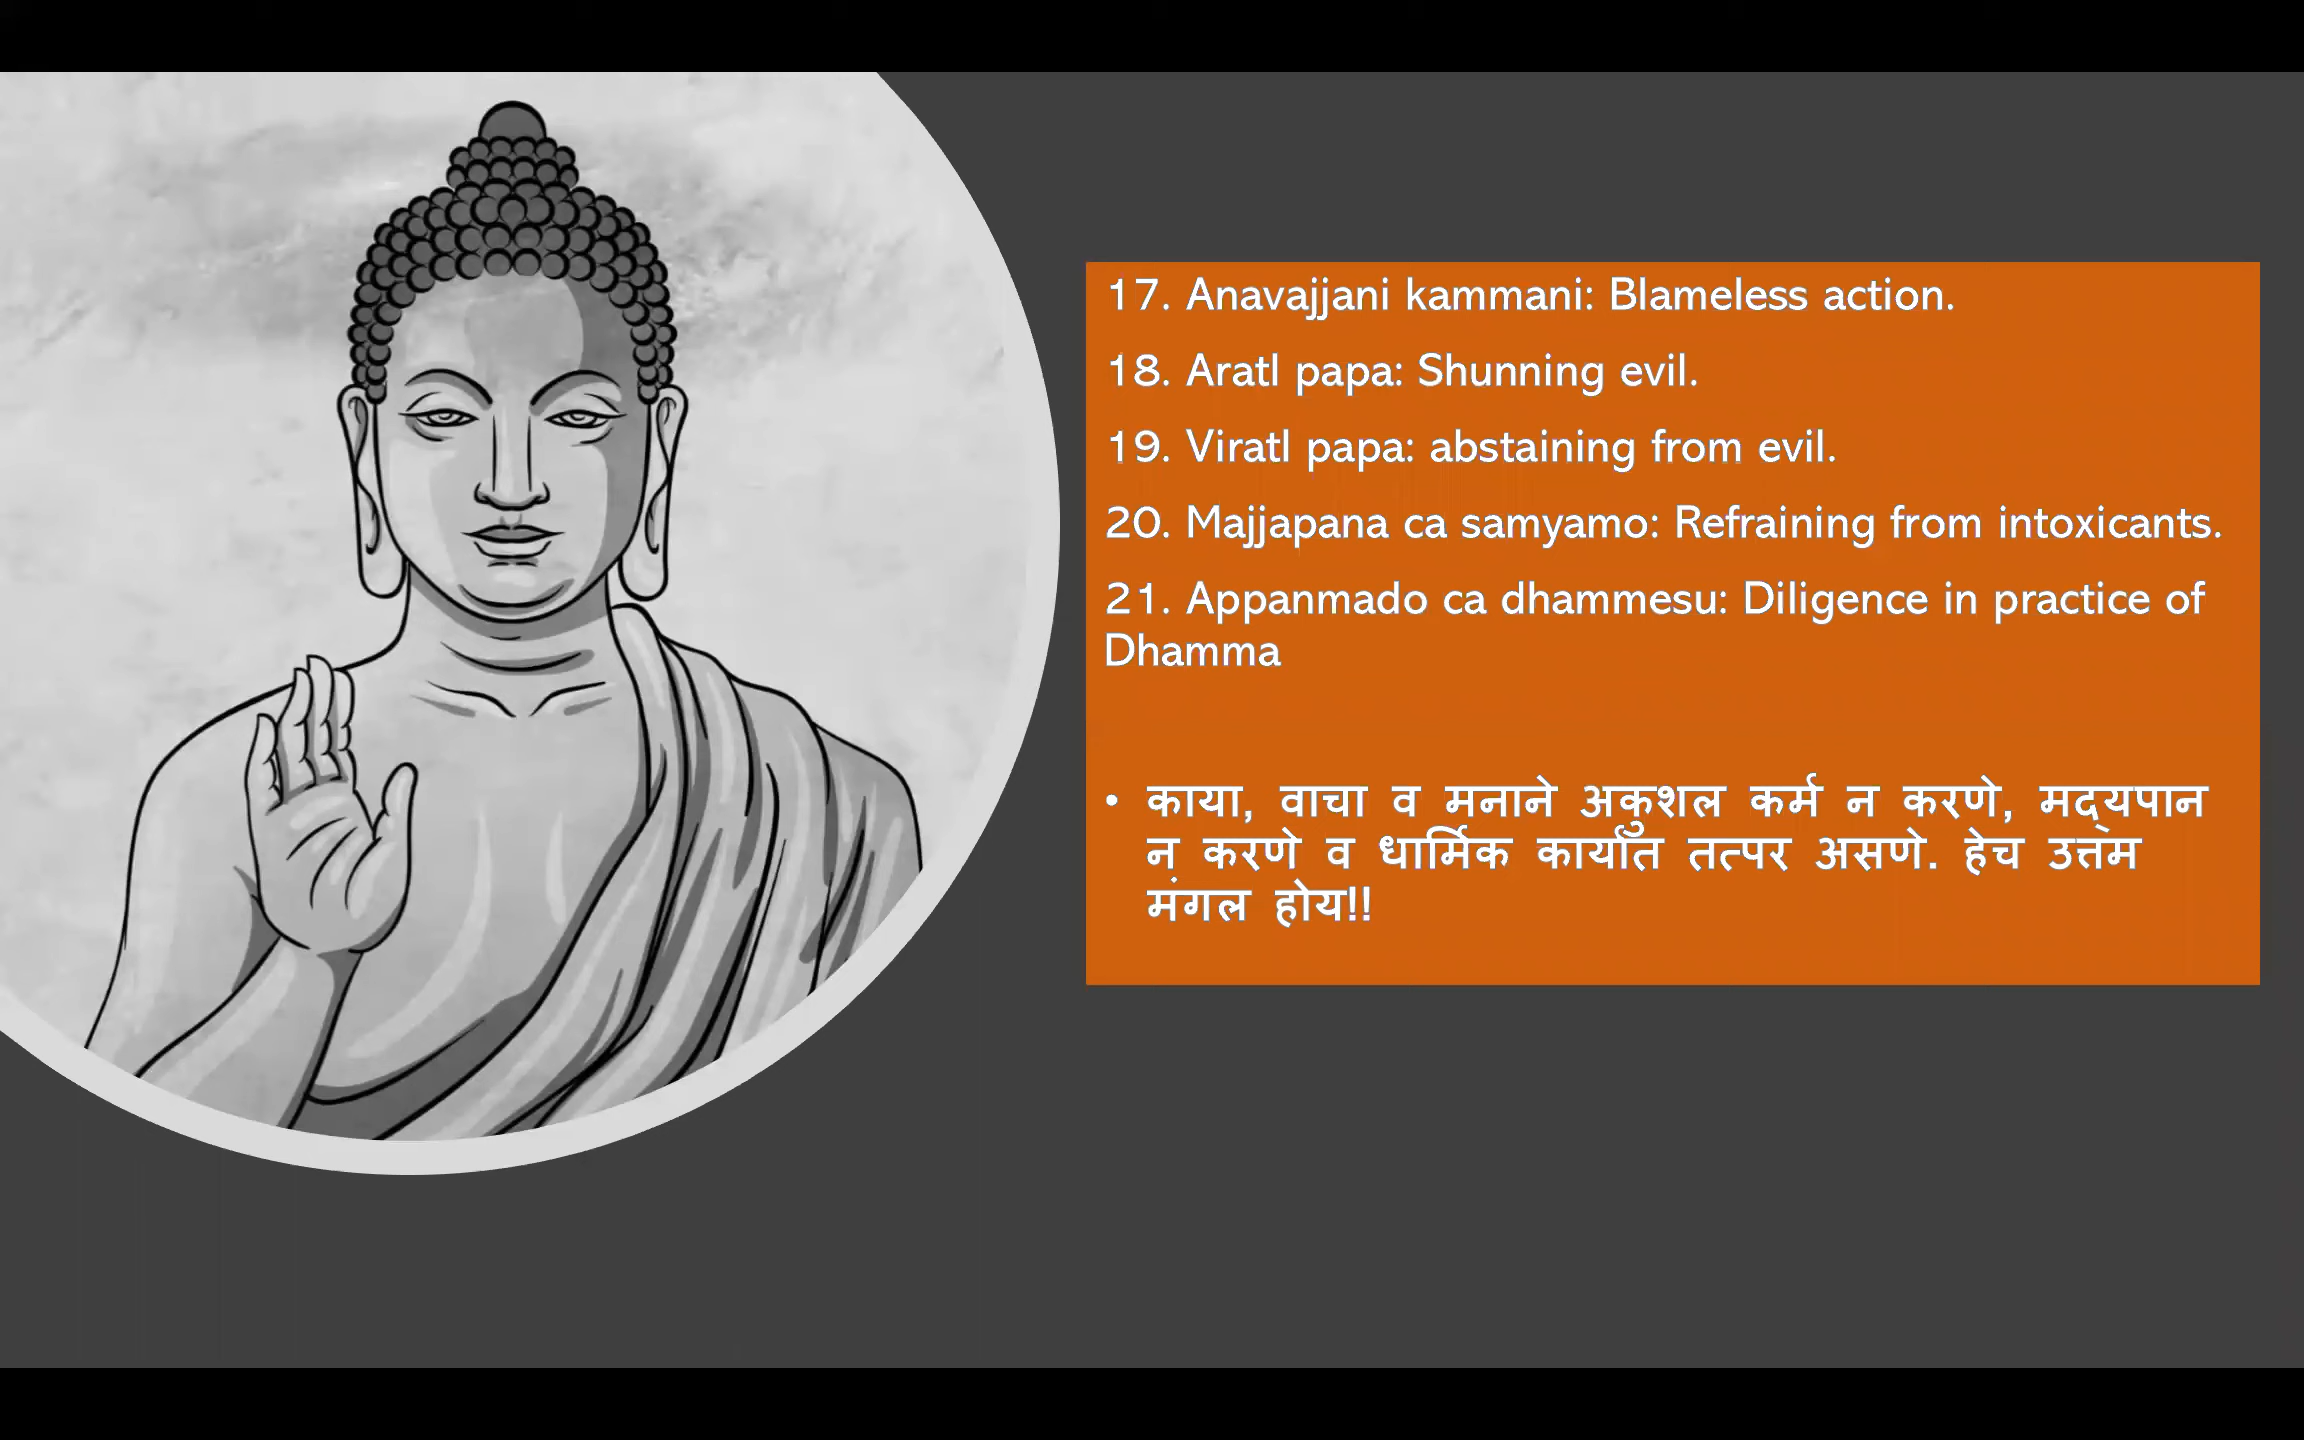 17. Anavajjani kammani: Blameless action.
18. Aratl papa: Shunning evil.
19. Viratl papa: abstaining from evil.
20. Majjapana ca samyamo: Refraining from intoxicants.
21. Appanmado ca dhammesu: Diligence in practice of
Dhamma
• काया, वाचा व मनाने अकुशल कर्म न करणे, मद्यपान
न करणे व धार्मिक कार्यात तत्पर असणे. हेच उत्तम
मंगल होय!!